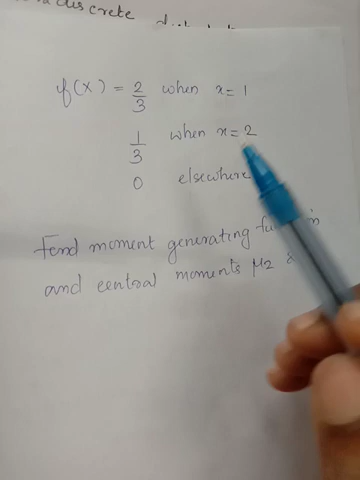 discrete
f(x) = 2/3 when x = 1
1/3 when x = 2
0 elsewhere
Find moment generating
and central moments μ2 &